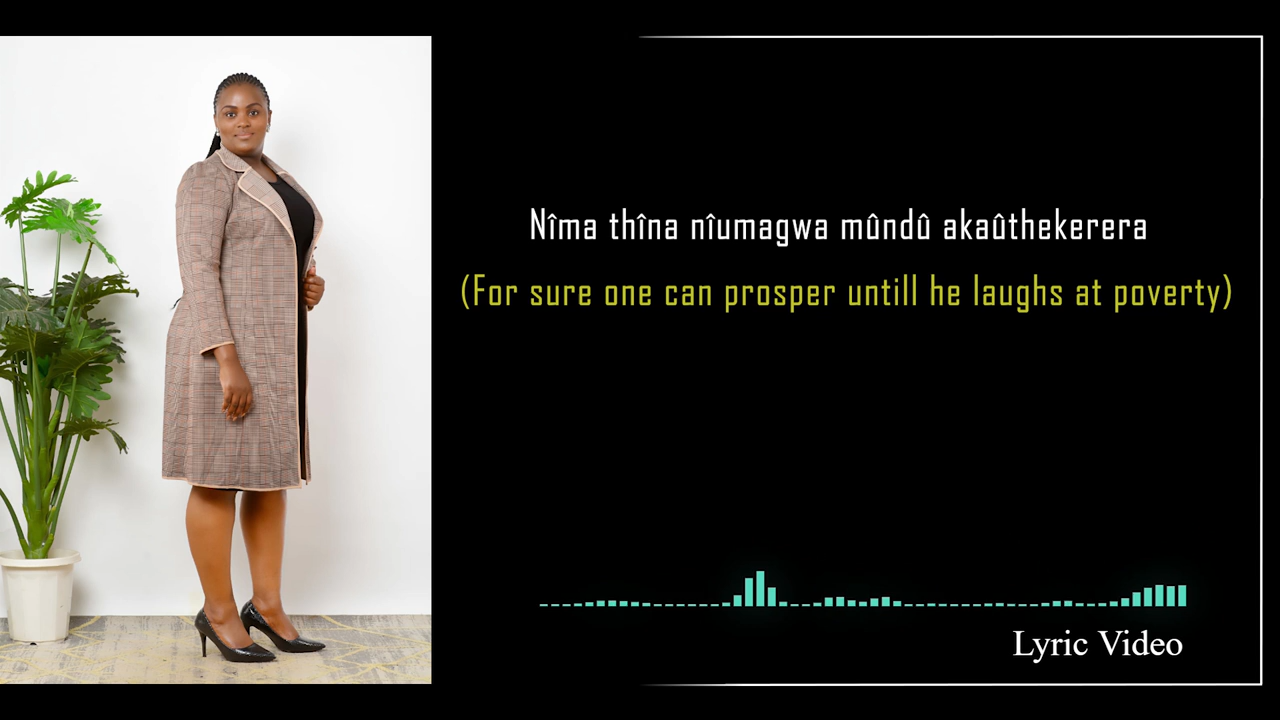 Nîma thîna nîumagwa mûndû akaûthekerera
(For sure one can prosper untill he laughs at poverty)
Lyric Video